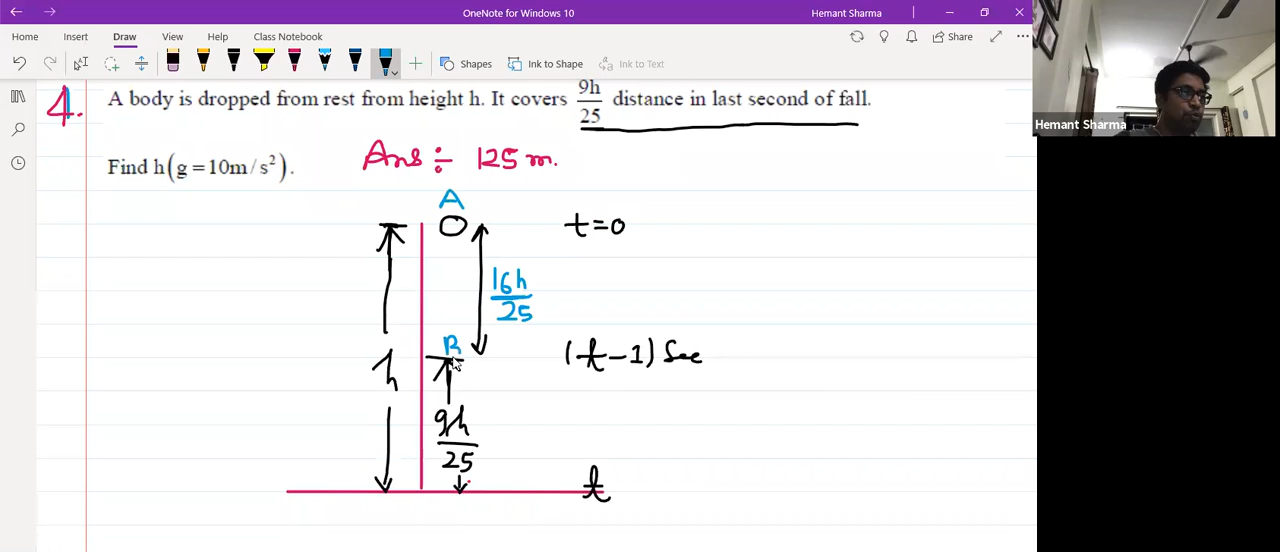 OneNote for Windows 10
Hemant Sharma
Home Insert Draw View Help Class Notebook
Share
Shapes Ink to Shape Ink to Text
4.
A body is dropped from rest from height h. It covers 9h/25 distance in last second of fall.
Find h(g = 10m/s²).
Ans ÷ 125 m.
A
t=0
16h/25
B
(t-1) Sec
h
9h/25
t
Hemant Sharma